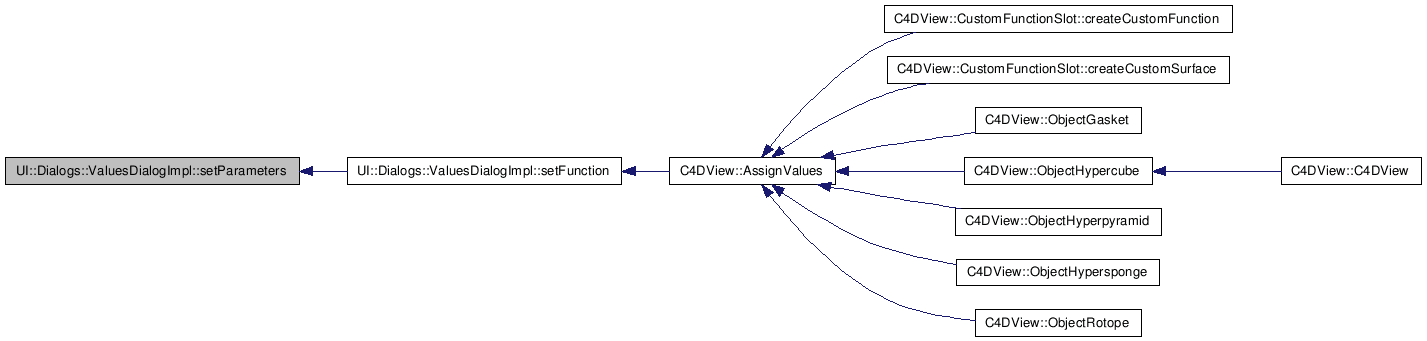 C4DView::CustomFunctionSlot::createCustomFunction
C4DView::CustomFunctionSlot::createCustomSurface
C4DView::ObjectGasket
UI::Dialogs::ValuesDialogImpl::setParameters
UI::Dialogs::ValuesDialogImpl::setFunction
C4DView::AssignValues
C4DView::ObjectHypercube
C4DView::C4DView
C4DView::ObjectHyperpyramid
C4DView::ObjectHypersponge
C4DView::ObjectRotope